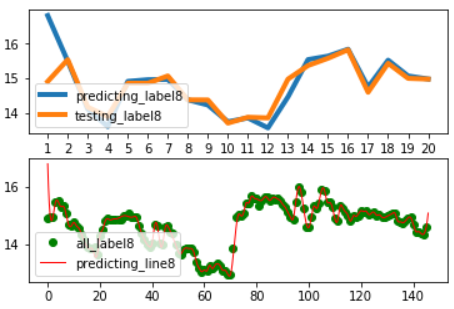 16
15
14
predicting_label8
testing_label8
1 2 3 4 5 6 7 8 9 10 11 12 13 14 15 16 17 18 19 20
16
14
all_label8
predicting_line8
0 20 40 60 80 100 120 140